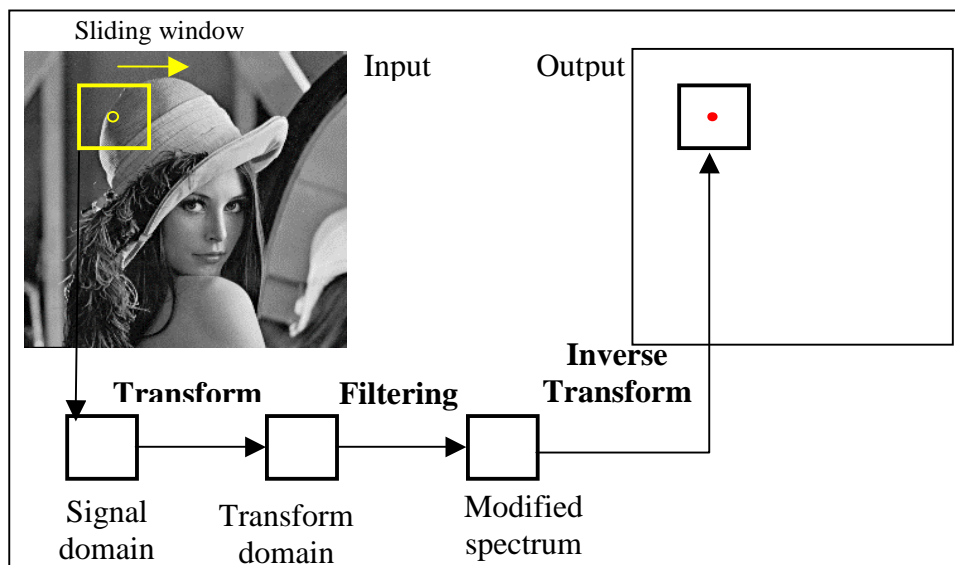 Sliding window
Input
Output
Inverse
Transform
Transform
Filtering
Signal
domain
Transform
domain
Modified
spectrum